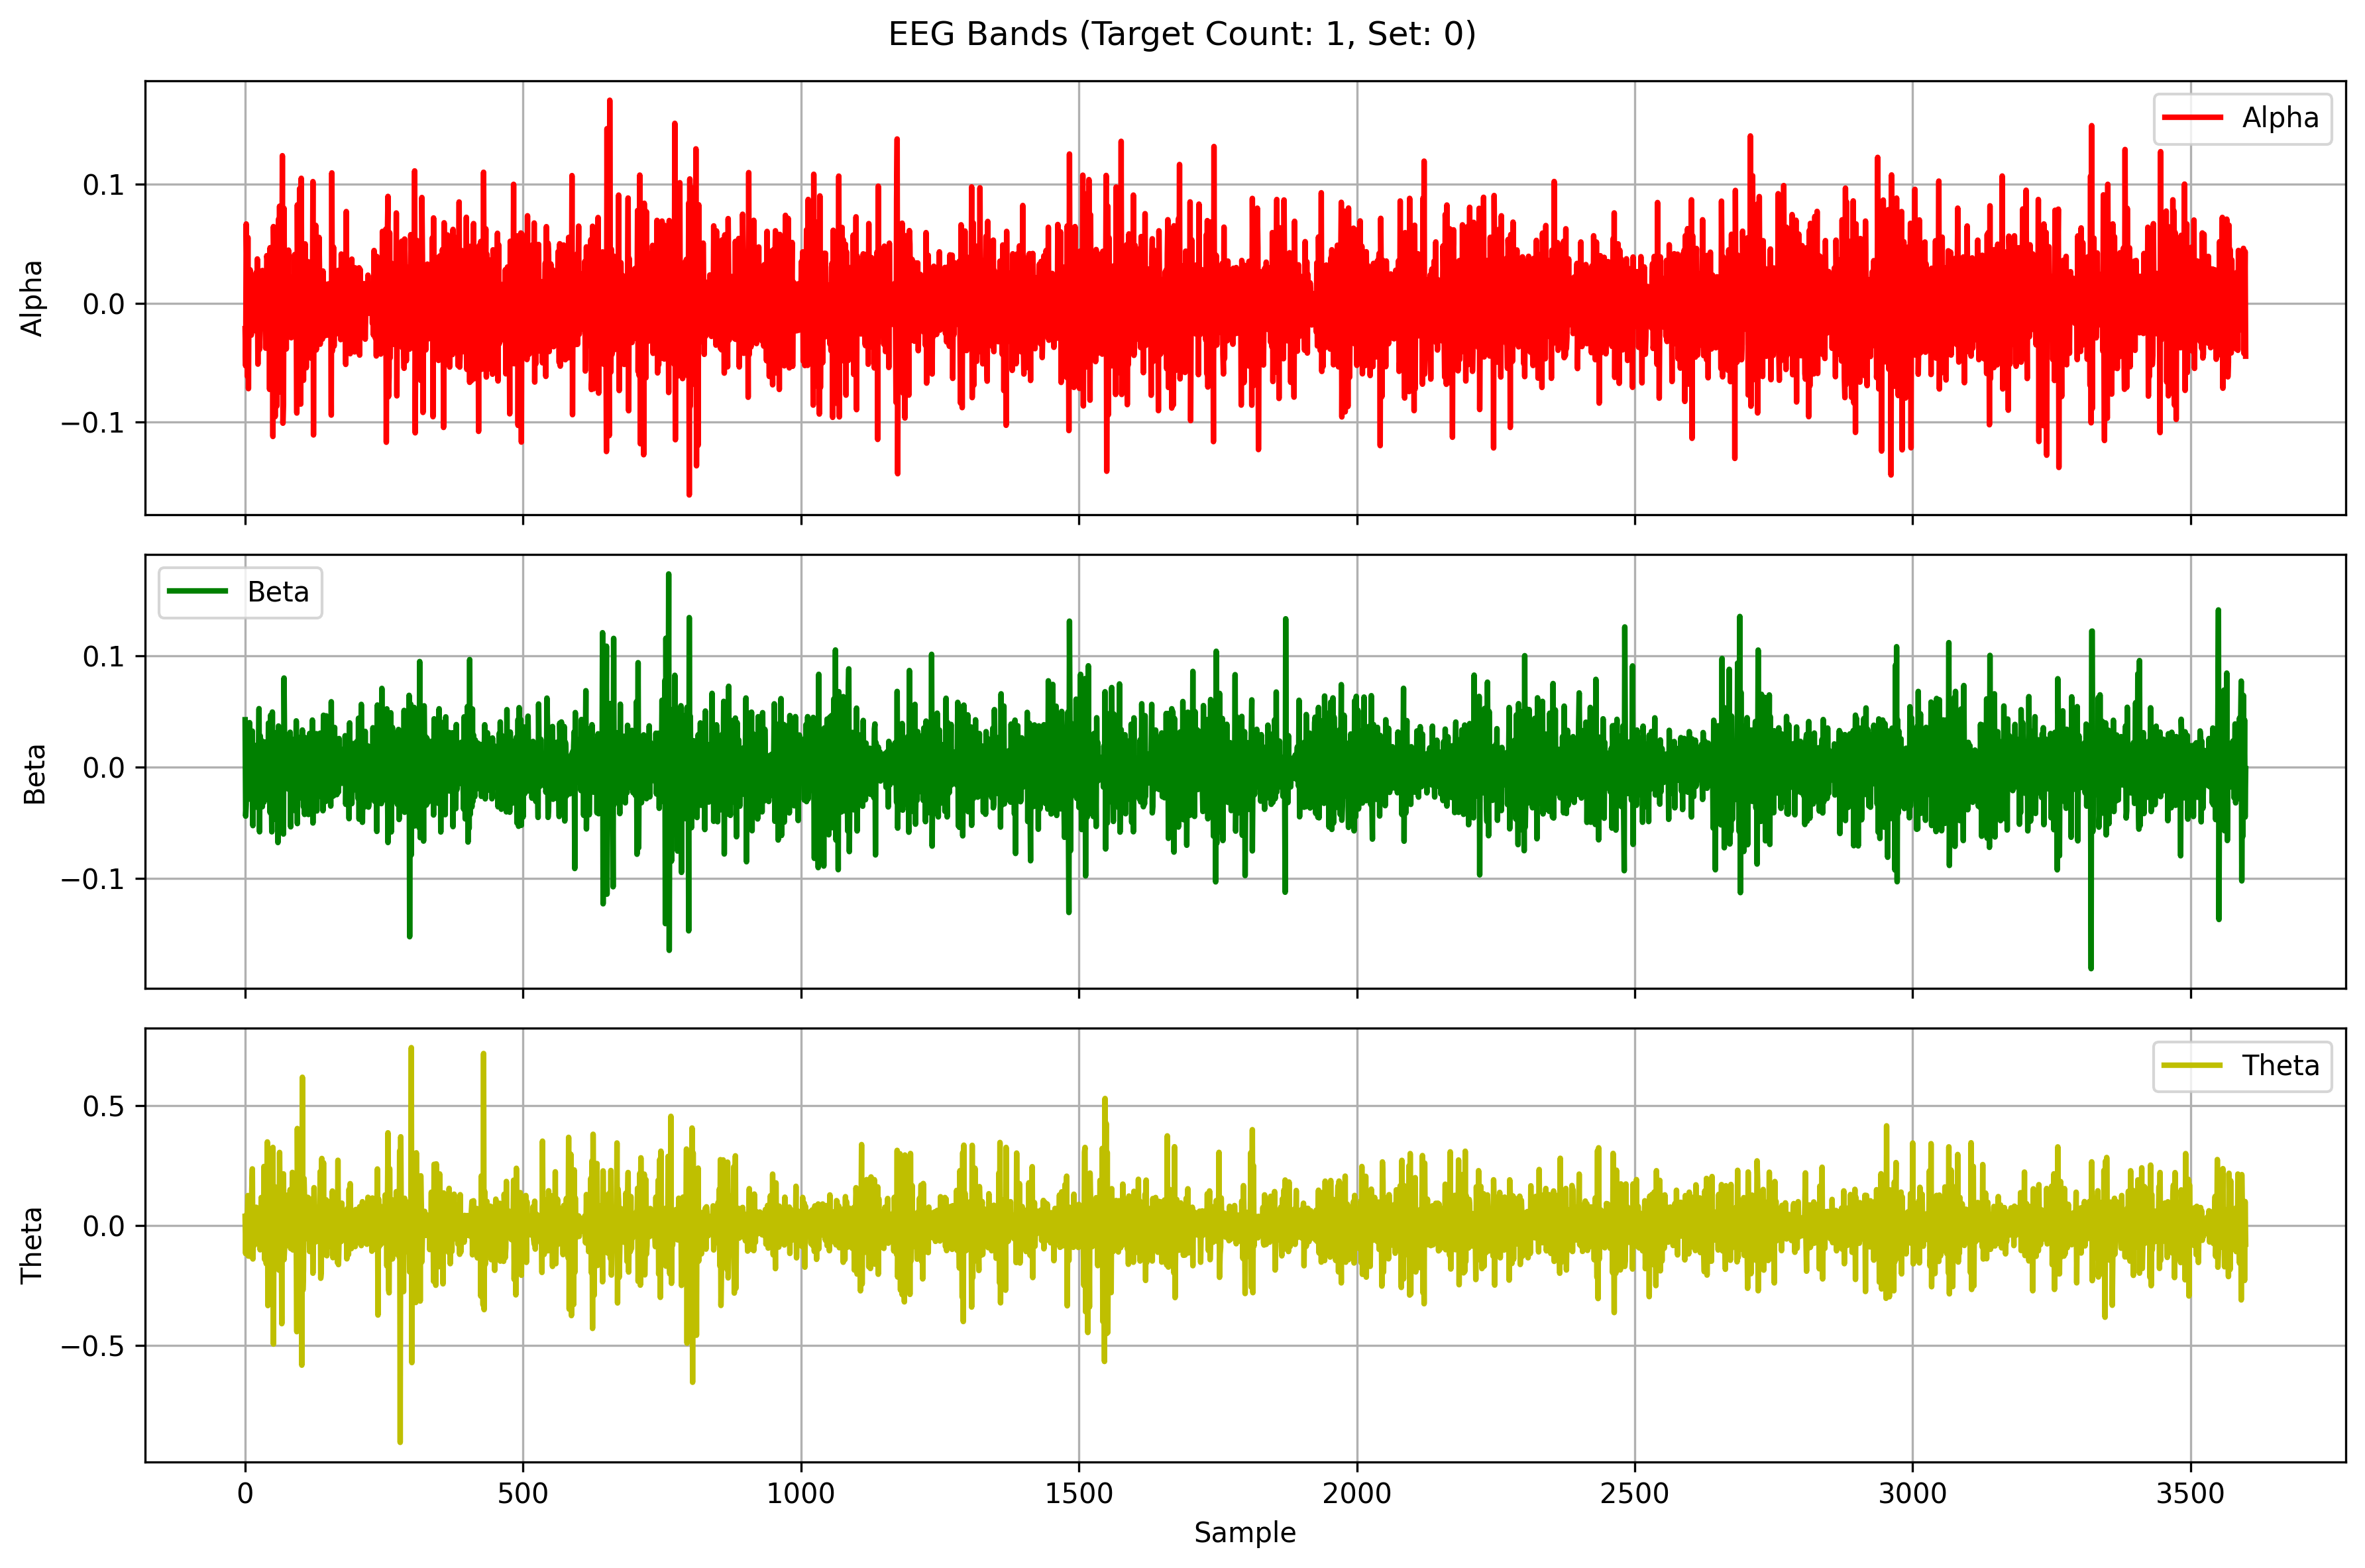 EEG Bands (Target Count: 1, Set: 0)
Alpha
0.1
0.0
−0.1
Alpha
Beta
0.1
0.0
−0.1
Beta
Theta
0.5
0.0
−0.5
Theta
0 500 1000 1500 2000 2500 3000 3500
Sample